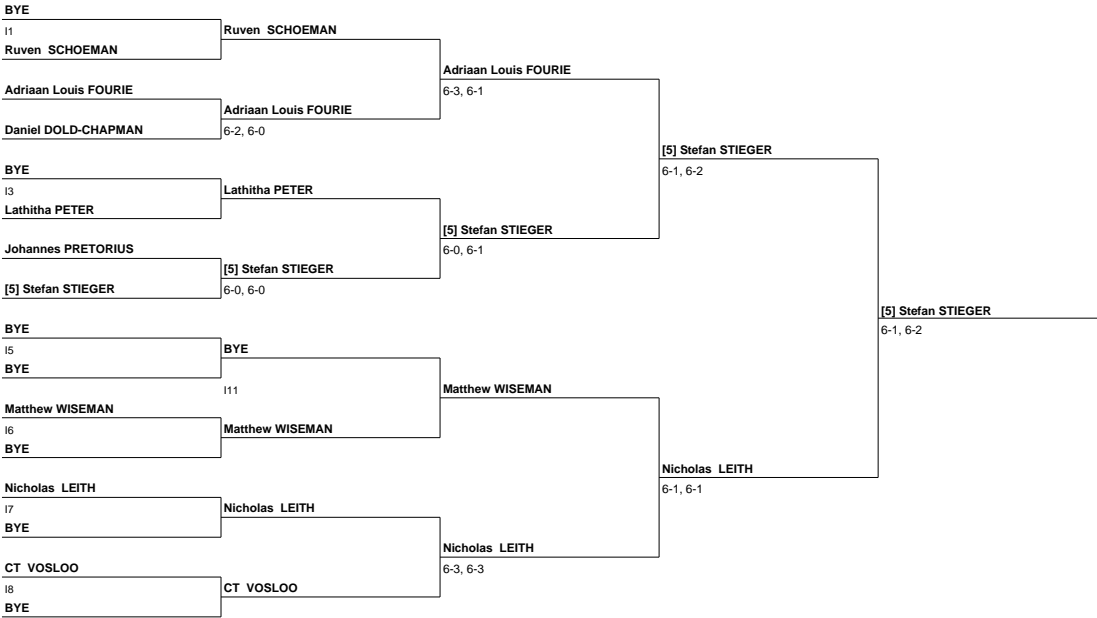 BYE
I1
Ruven SCHOEMAN
Adriaan Louis FOURIE
Daniel DOLD-CHAPMAN
BYE
I3
Lathitha PETER
Johannes PRETORIUS
[5] Stefan STIEGER
BYE
I5
BYE
Matthew WISEMAN
I6
BYE
Nicholas LEITH
I7
BYE
CT VOSLOO
I8
BYE
Ruven SCHOEMAN
Adriaan Louis FOURIE
6-2, 6-0
Lathitha PETER
[5] Stefan STIEGER
6-0, 6-0
BYE
I11
Matthew WISEMAN
Nicholas LEITH
CT VOSLOO
Adriaan Louis FOURIE
6-3, 6-1
[5] Stefan STIEGER
6-0, 6-1
Matthew WISEMAN
Nicholas LEITH
6-3, 6-3
[5] Stefan STIEGER
6-1, 6-2
Nicholas LEITH
6-1, 6-1
[5] Stefan STIEGER
6-1, 6-2